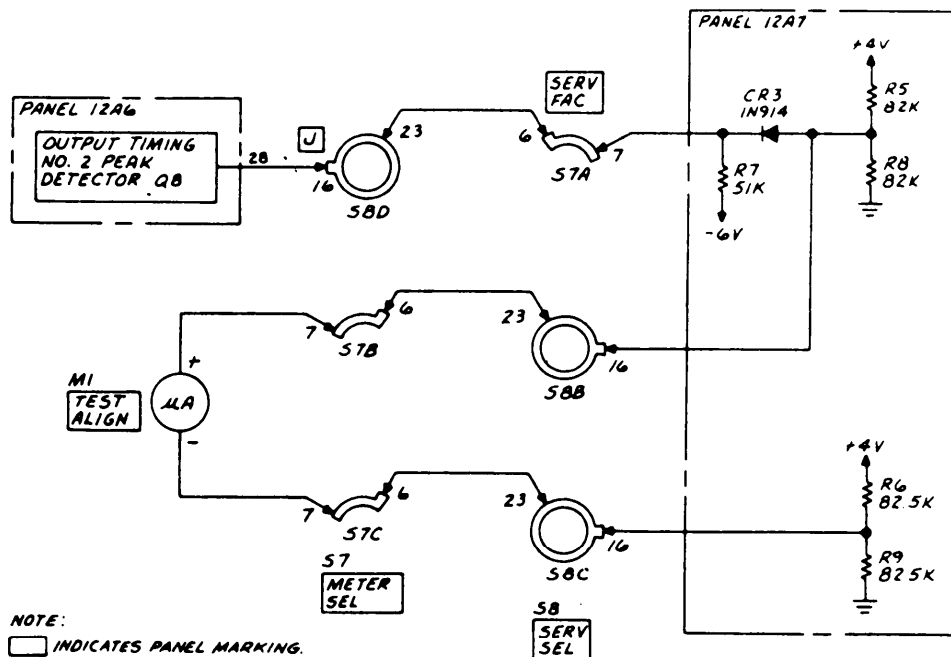 PANEL 12A7
+4V
R5
82K
CR3
1N914
SERV
FAC
23
6
7
S7A
R7
51K
-6V
R8
82K
PANEL 12A6
OUTPUT TIMING
NO. 2 PEAK
DETECTOR Q8
28
J
16
S8D
7
6
S7B
23
16
S8B
M1
TEST
ALIGN
+
µA
-
7
6
S7C
23
16
S8C
+4V
R6
82.5K
R9
82.5K
S7
METER
SEL
S8
SERV
SEL
NOTE:
INDICATES PANEL MARKING.